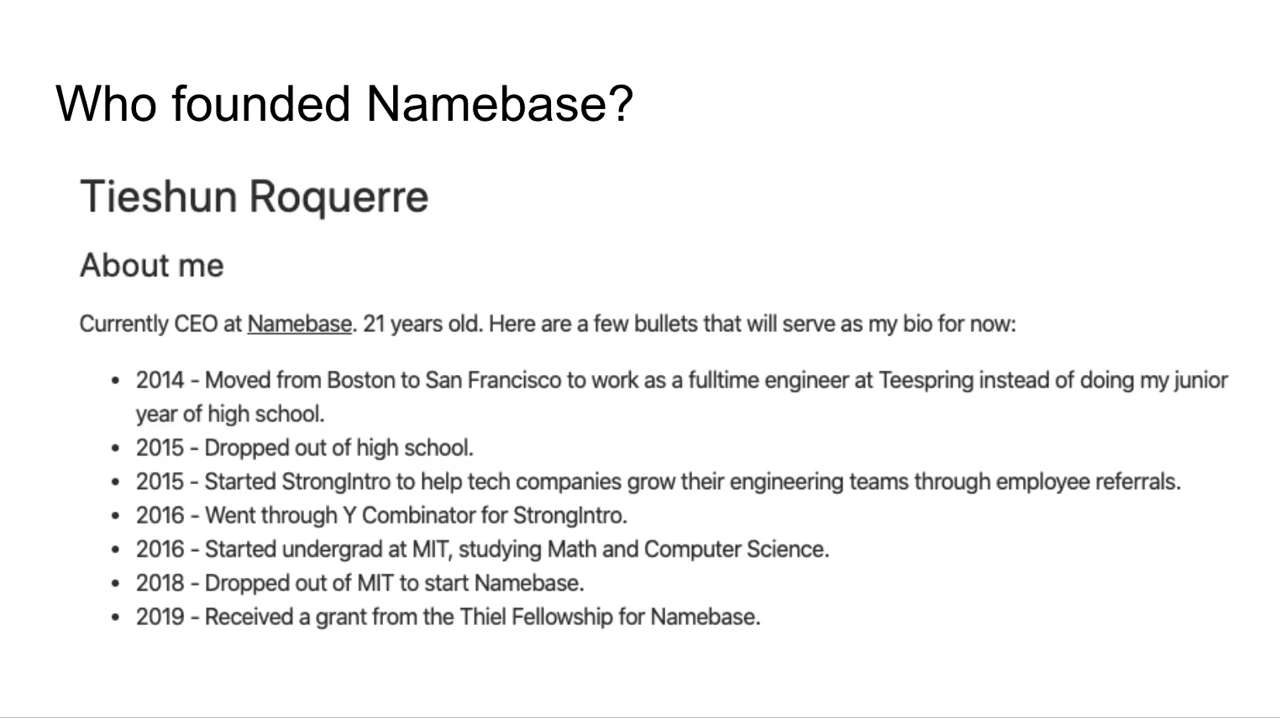 Who founded Namebase?
Tieshun Roquerre
About me
Currently CEO at Namebase. 21 years old. Here are a few bullets that will serve as my bio for now:
• 2014 - Moved from Boston to San Francisco to work as a fulltime engineer at Teespring instead of doing my junior
year of high school.
• 2015 - Dropped out of high school.
• 2015 - Started StrongIntro to help tech companies grow their engineering teams through employee referrals.
• 2016 - Went through Y Combinator for StrongIntro.
• 2016 - Started undergrad at MIT, studying Math and Computer Science.
• 2018 - Dropped out of MIT to start Namebase.
• 2019 - Received a grant from the Thiel Fellowship for Namebase.